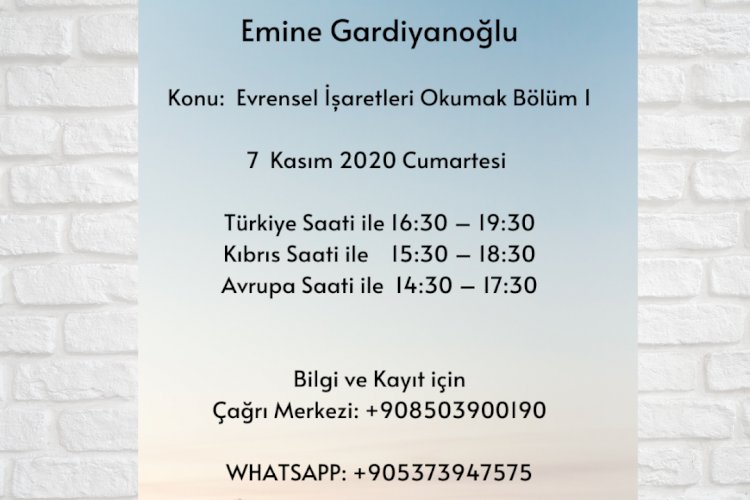 Emine Gardiyanoğlu
Konu: Evrensel İşaretleri Okumak Bölüm 1
7 Kasım 2020 Cumartesi
Türkiye Saati ile 16:30 – 19:30
Kıbrıs Saati ile 15:30 – 18:30
Avrupa Saati ile 14:30 – 17:30
Bilgi ve Kayıt için
Çağrı Merkezi: +908503900190
WHATSAPP: +905373947575